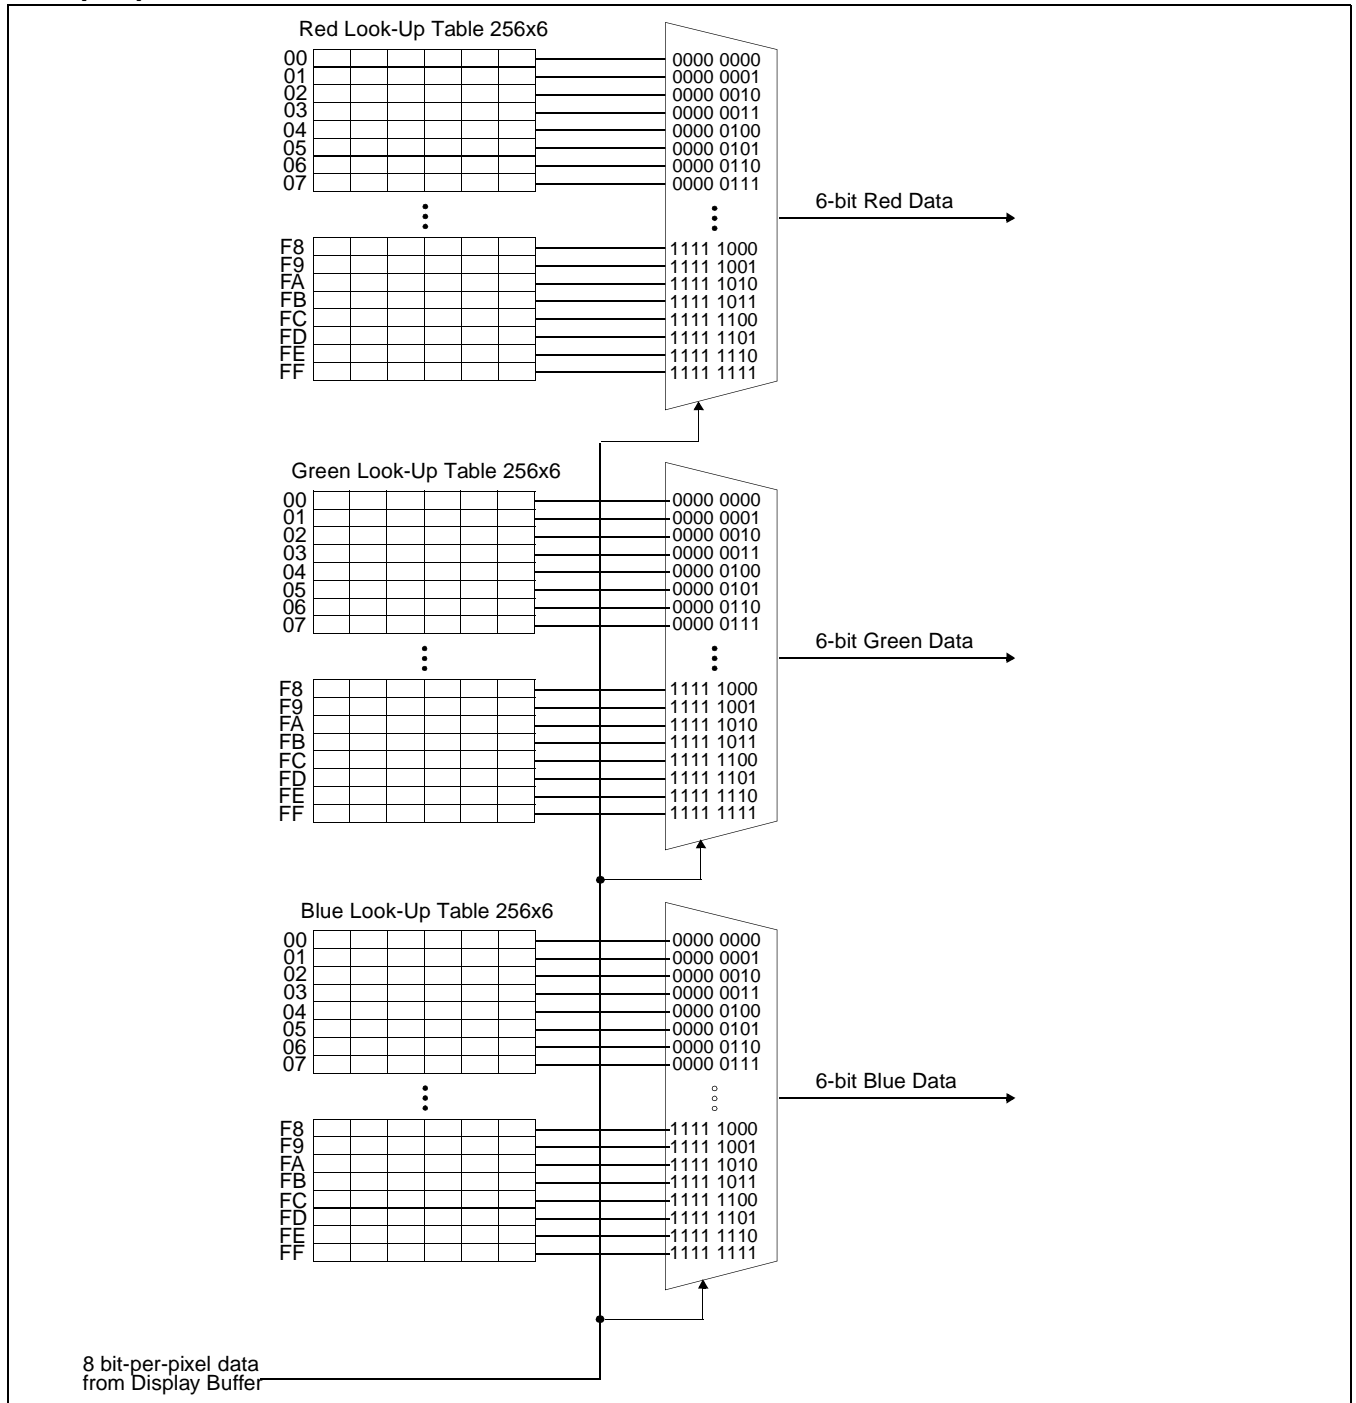 Red Look-Up Table 256x6
00 0000 0000
01 0000 0001
02 0000 0010
03 0000 0011
04 0000 0100
05 0000 0101
06 0000 0110
07 0000 0111
6-bit Red Data
F8 1111 1000
F9 1111 1001
FA 1111 1010
FB 1111 1011
FC 1111 1100
FD 1111 1101
FE 1111 1110
FF 1111 1111
Green Look-Up Table 256x6
00 0000 0000
01 0000 0001
02 0000 0010
03 0000 0011
04 0000 0100
05 0000 0101
06 0000 0110
07 0000 0111
6-bit Green Data
F8 1111 1000
F9 1111 1001
FA 1111 1010
FB 1111 1011
FC 1111 1100
FD 1111 1101
FE 1111 1110
FF 1111 1111
Blue Look-Up Table 256x6
00 0000 0000
01 0000 0001
02 0000 0010
03 0000 0011
04 0000 0100
05 0000 0101
06 0000 0110
07 0000 0111
6-bit Blue Data
F8 1111 1000
F9 1111 1001
FA 1111 1010
FB 1111 1011
FC 1111 1100
FD 1111 1101
FE 1111 1110
FF 1111 1111
8 bit-per-pixel data
from Display Buffer